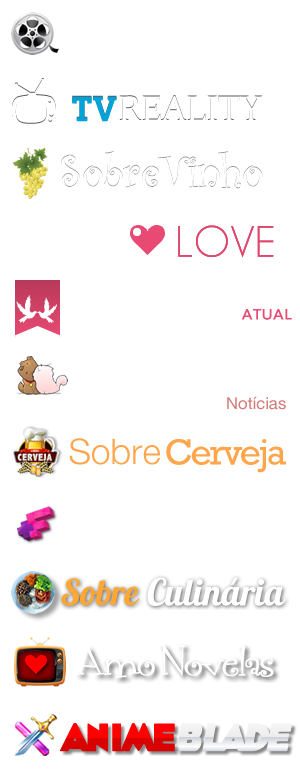 TVREALITY
SobreVinho
LOVE
ATUAL
Notícias
CERVEJA
SobreCerveja
Sobre Culinária
Amo Novelas
ANIMEBLADE